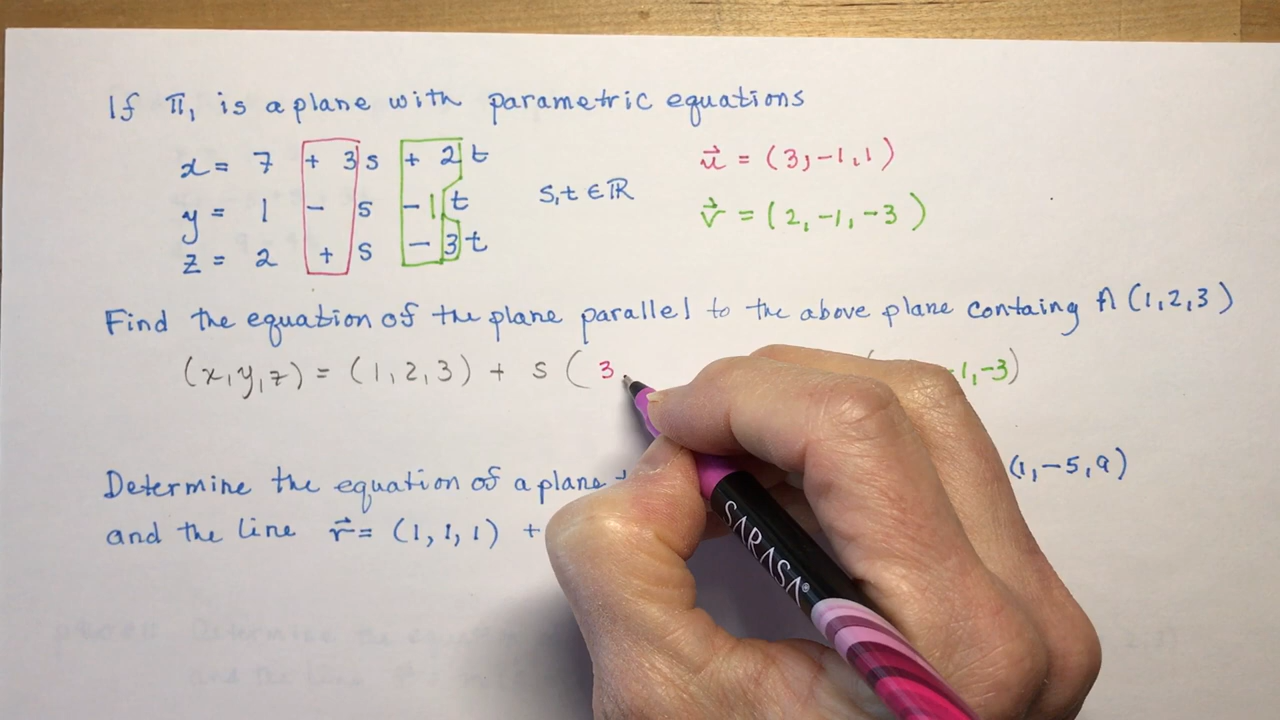 If π₁ is a plane with parametric equations
x = 7 + 3s + 2t
y = 1 - s - 1t
z = 2 + s - 3t
s,t ∈ ℝ
u⃗ = (3,-1,1)
v⃗ = (2,-1,-3)
Find the equation of the plane parallel to the above plane containg A (1,2,3)
(x,y,z) = (1,2,3) + s (3, -1,-3)
Determine the equation of a plane (1,-5,9)
and the line r⃗ = (1,1,1) +
SARASA®